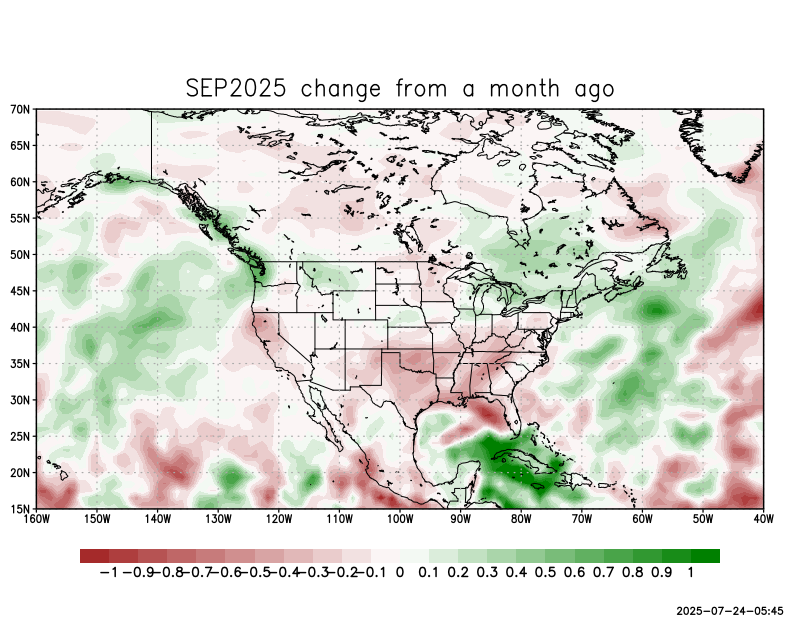 SEP2025 change from a month ago
70N
65N
60N
55N
50N
45N
40N
35N
30N
25N
20N
15N
160W 150W 140W 130W 120W 110W 100W 90W 80W 70W 60W 50W 40W
-1 -0.9 -0.8 -0.7 -0.6 -0.5 -0.4 -0.3 -0.2 -0.1 0 0.1 0.2 0.3 0.4 0.5 0.6 0.7 0.8 0.9 1
2025-07-24-05:45